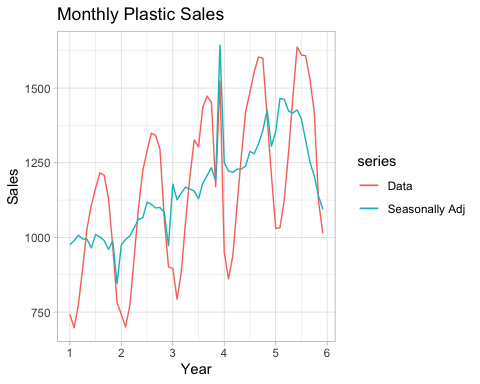 Monthly Plastic Sales
1500
1250
1000
750
Sales
1 2 3 4 5 6
Year
series
Data
Seasonally Adj